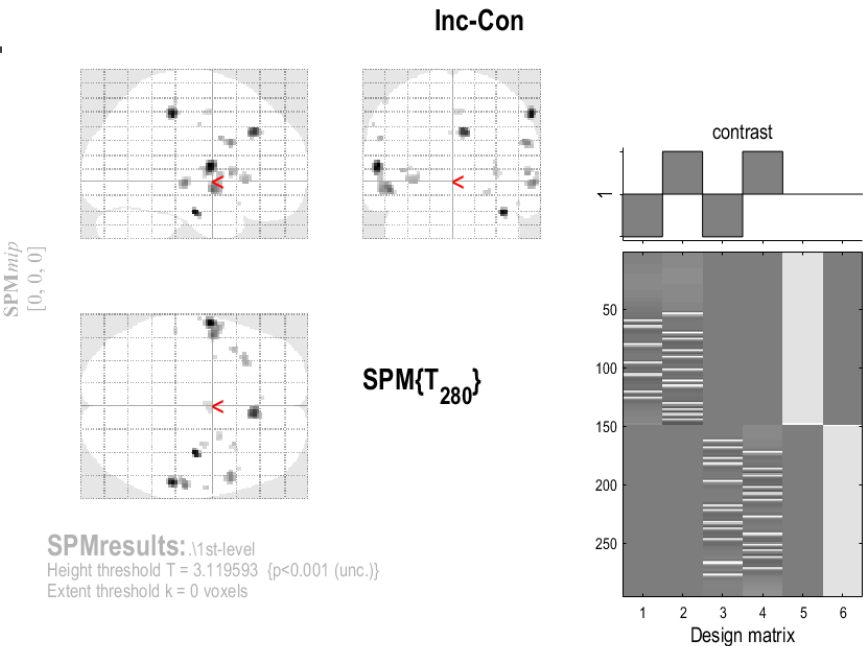 Inc-Con
SPMmip
[0, 0, 0]
<
<
<
SPM{T280}
SPMresults: .\1st-level
Height threshold T = 3.119593 {p<0.001 (unc.)}
Extent threshold k = 0 voxels
contrast
1
50
100
150
200
250
1 2 3 4 5 6
Design matrix